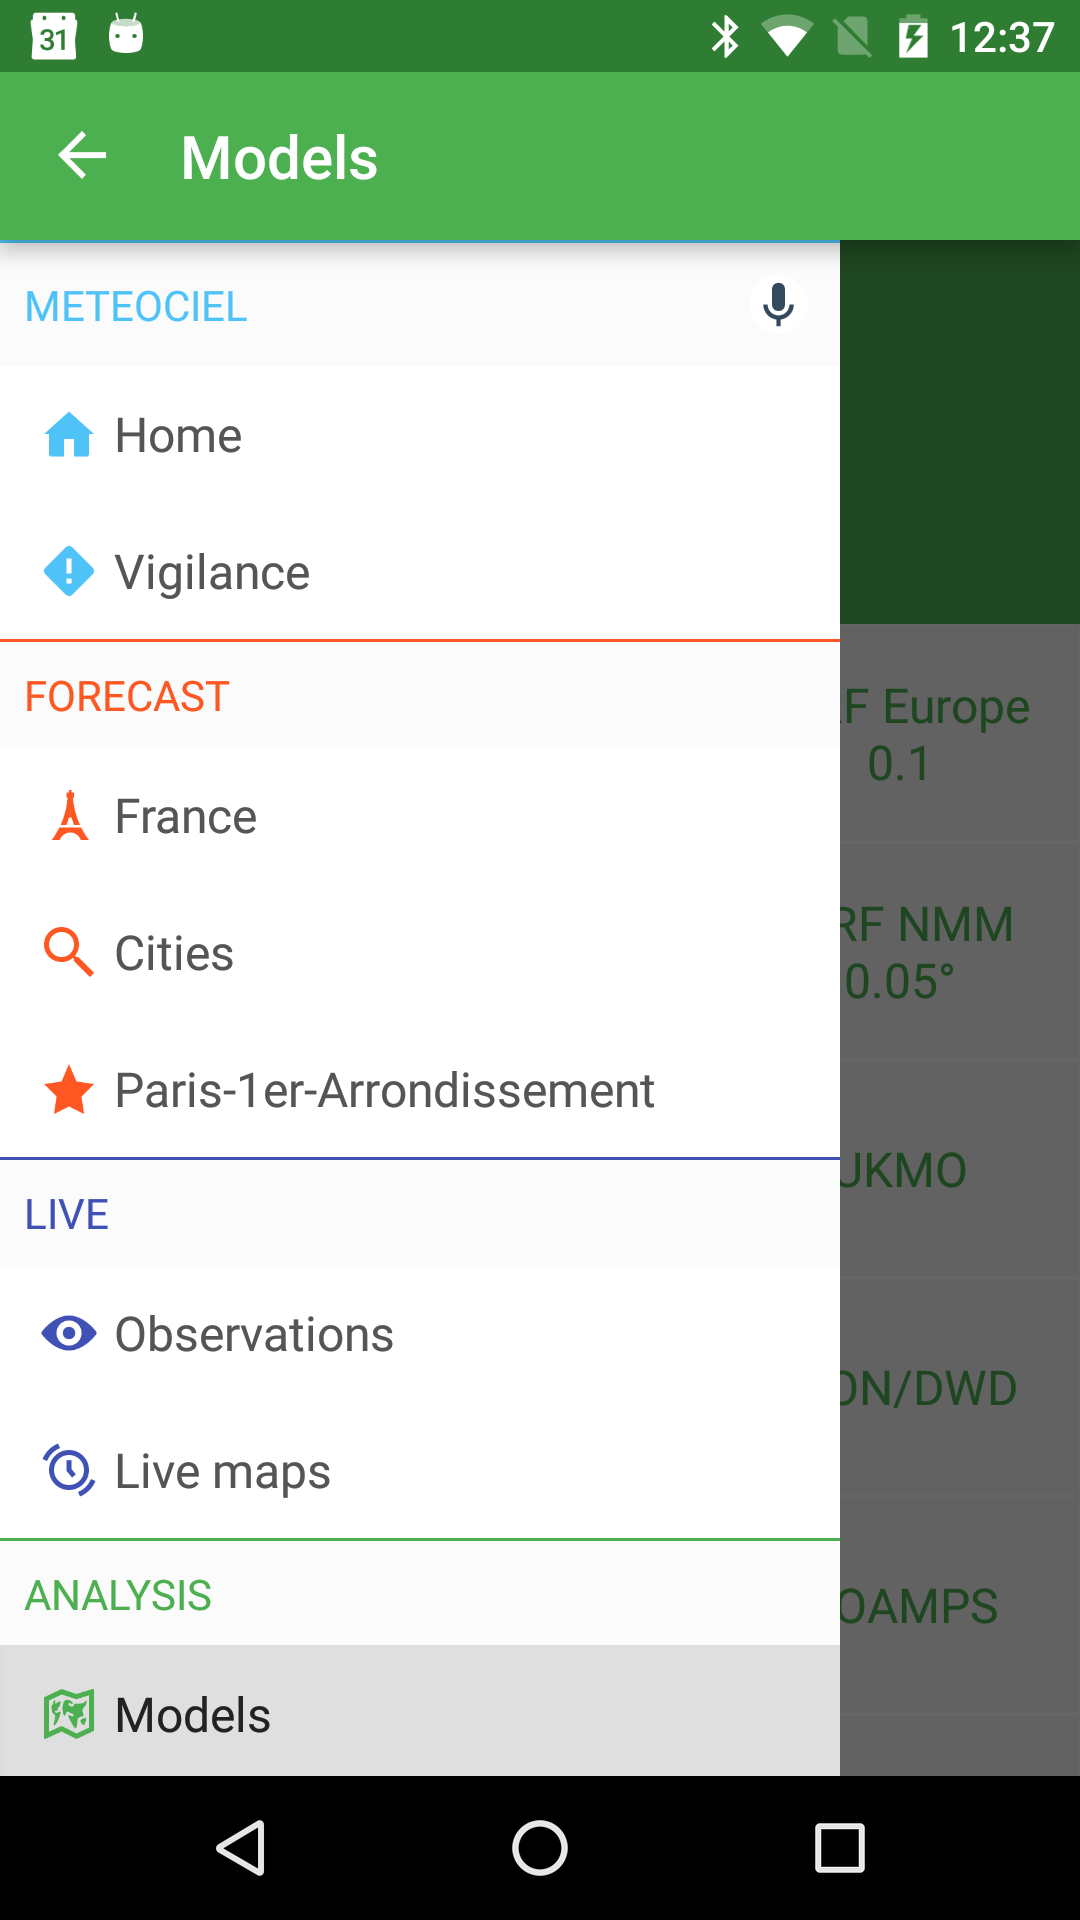 31
12:37
Models
METEOCIEL
Home
Vigilance
FORECAST
F Europe
0.1
France
RF NMM
0.05°
Cities
Paris-1er-Arrondissement
UKMO
LIVE
Observations
ON/DWD
Live maps
ANALYSIS
OAMPS
Models